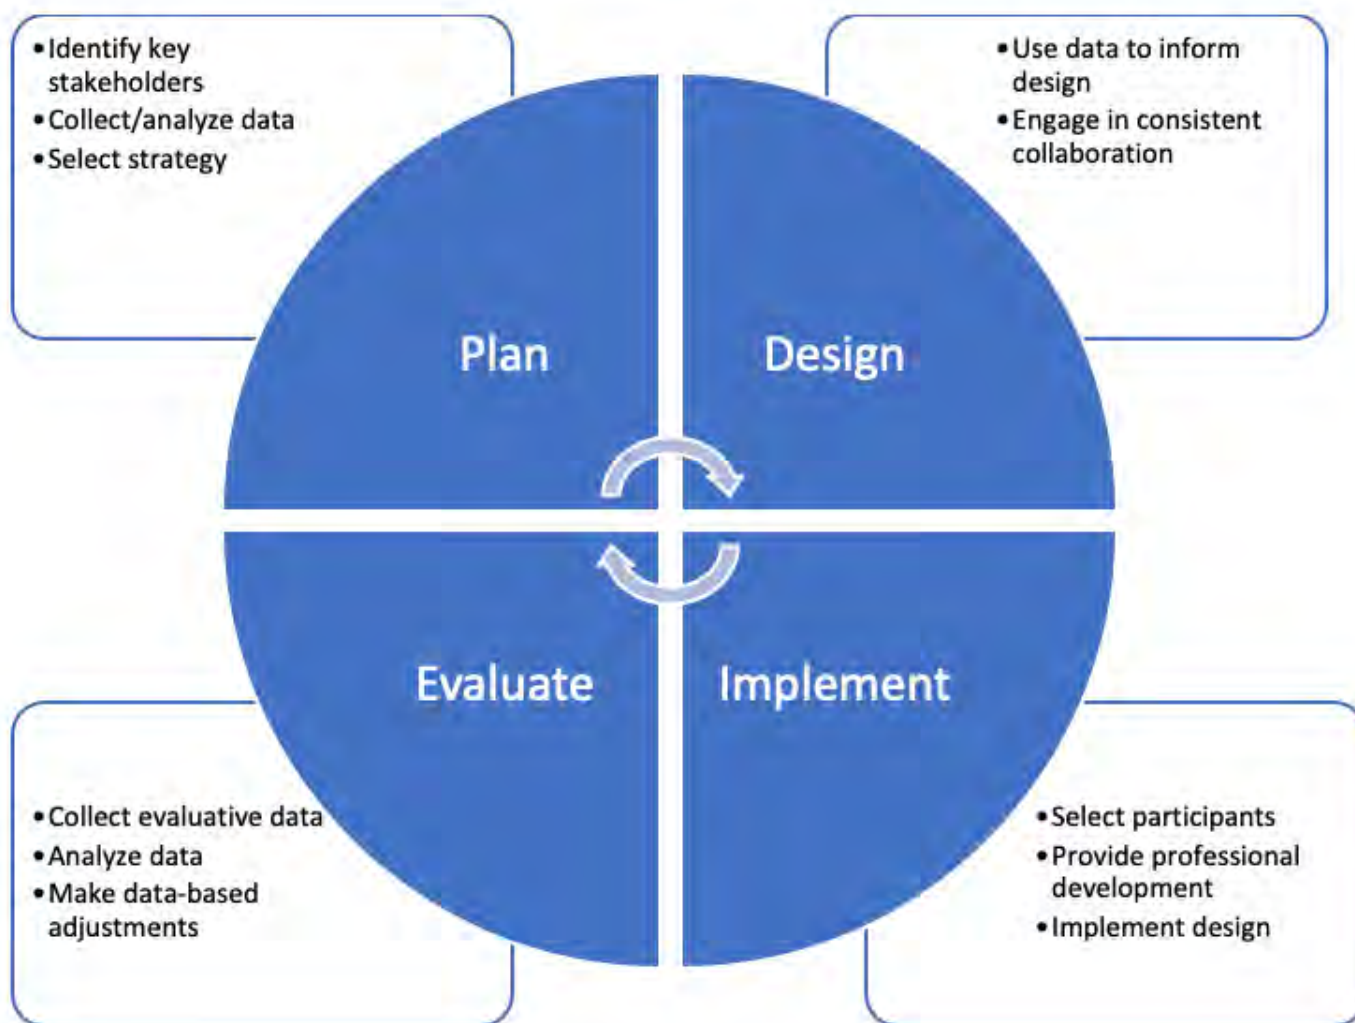 •Identify key
stakeholders
•Collect/analyze data
•Select strategy
•Use data to inform
design
•Engage in consistent
collaboration
Plan
Design
Evaluate
Implement
•Collect evaluative data
•Analyze data
•Make data-based
adjustments
•Select participants
•Provide professional
development
•Implement design